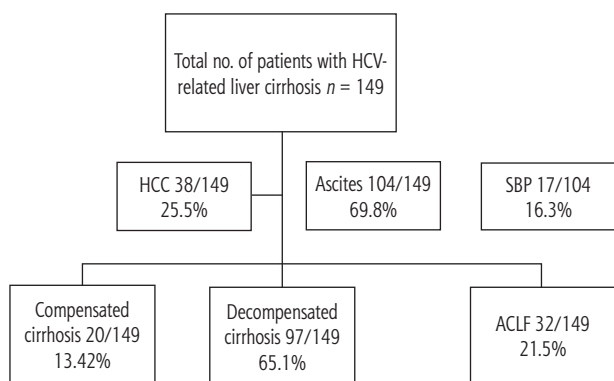 Total no. of patients with HCV-
related liver cirrhosis n = 149
HCC 38/149
25.5%
Ascites 104/149
69.8%
SBP 17/104
16.3%
Compensated
cirrhosis 20/149
13.42%
Decompensated
cirrhosis 97/149
65.1%
ACLF 32/149
21.5%